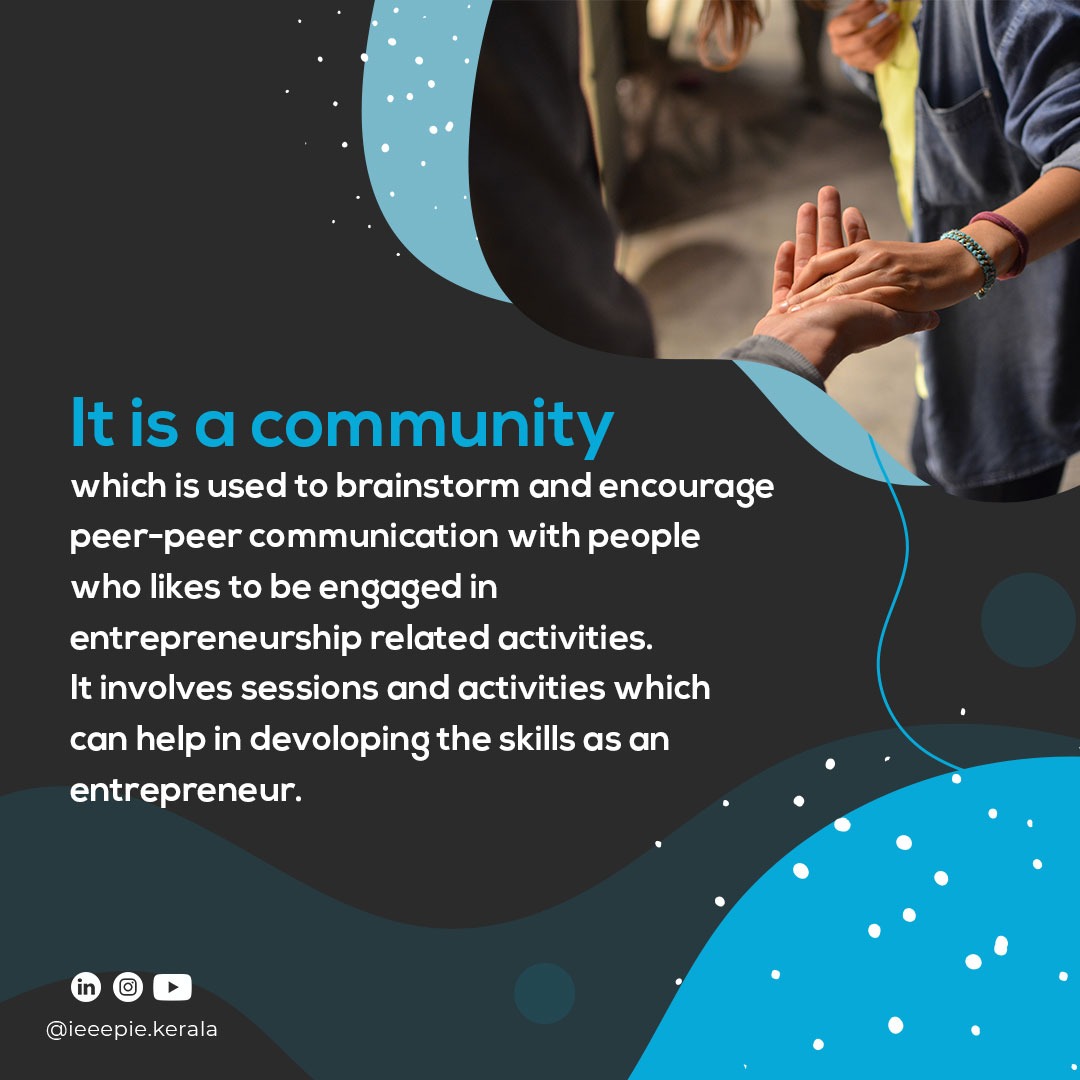 It is a community
which is used to brainstorm and encourage
peer-peer communication with people
who likes to be engaged in
entrepreneurship related activities.
It involves sessions and activities which
can help in devoloping the skills as an
entrepreneur.
in
@ieeepie.kerala